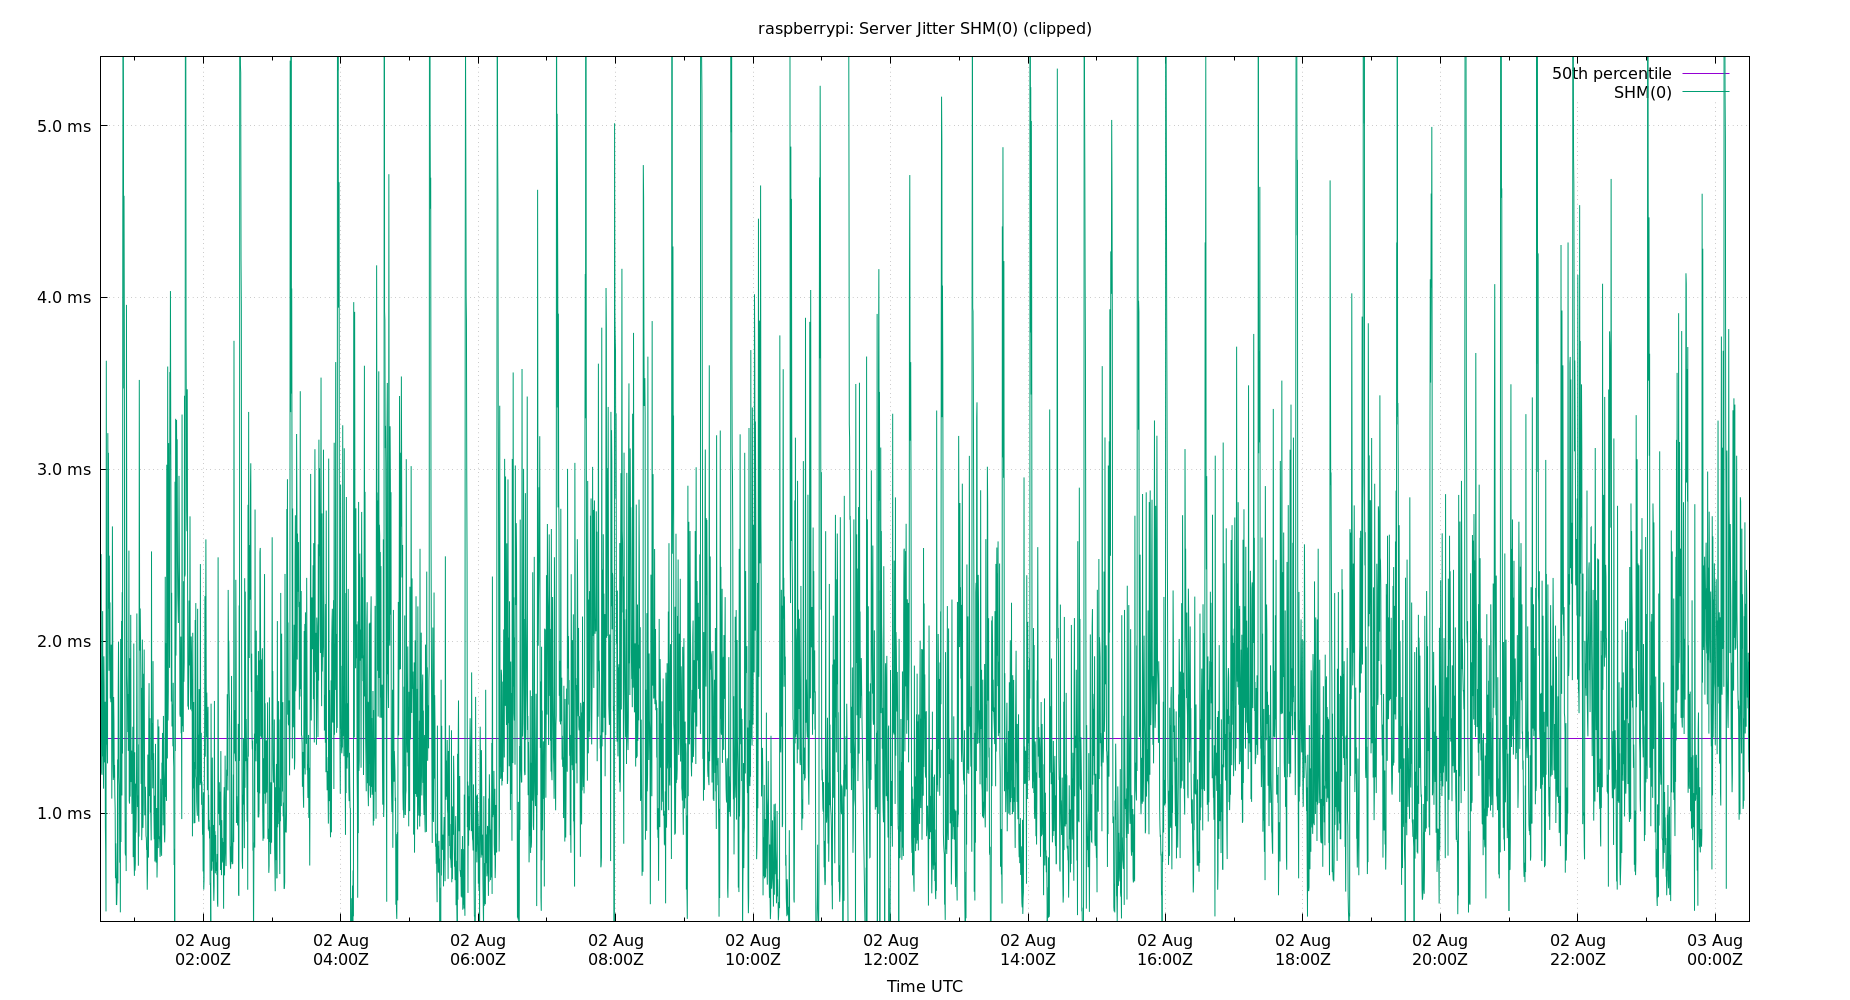 raspberrypi: Server Jitter SHM(0) (clipped)
50th percentile
SHM(0)
5.0 ms
4.0 ms
3.0 ms
2.0 ms
1.0 ms
02 Aug 02 Aug 02 Aug 02 Aug 02 Aug 02 Aug 02 Aug 02 Aug 02 Aug 02 Aug 02 Aug 03 Aug
02:00Z 04:00Z 06:00Z 08:00Z 10:00Z 12:00Z 14:00Z 16:00Z 18:00Z 20:00Z 22:00Z 00:00Z
Time UTC